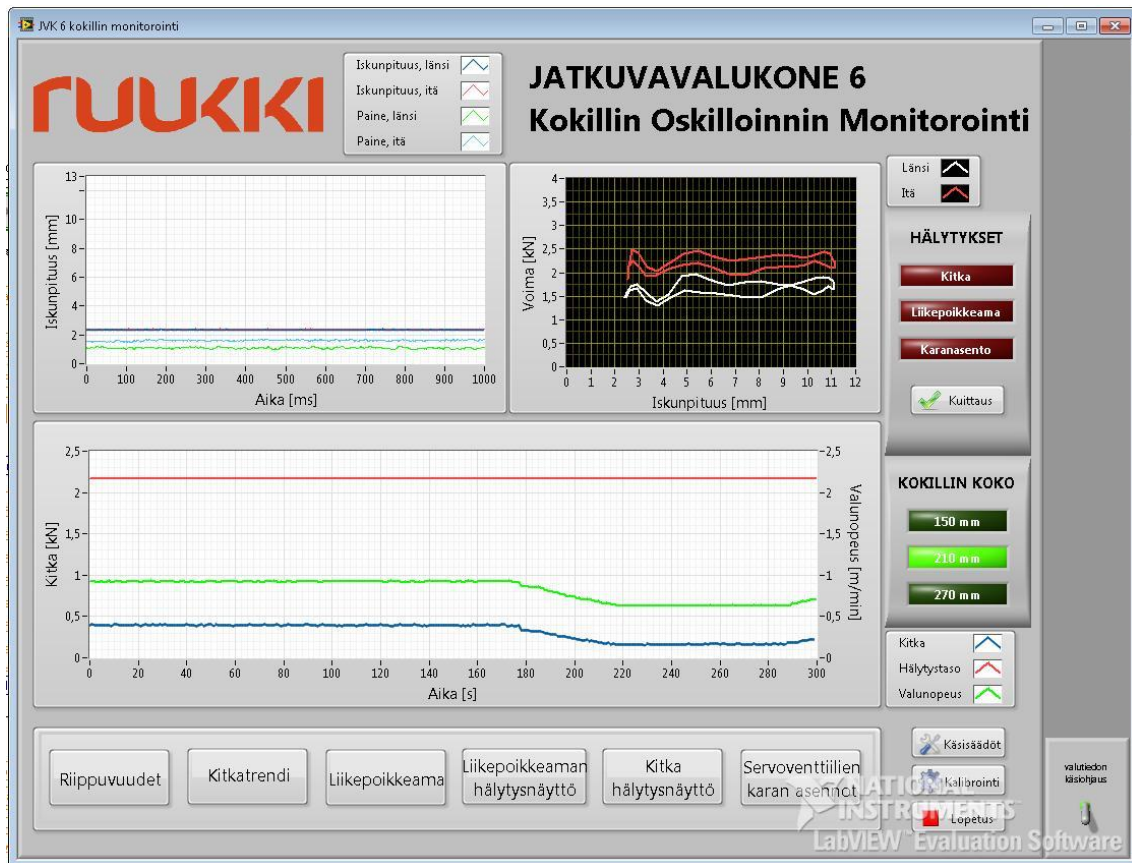 JVK 6 kokillin monitorointi
RUUKKI
Iskunpituus, länsi
Iskunpituus, itä
Paine, länsi
Paine, itä
JATKUVAVALUKONE 6
Kokillin Oskilloinnin Monitorointi
Iskunpituus [mm]
13-
10-
8-
6-
4-
2-
0-
0 100 200 300 400 500 600 700 800 900 1000
Aika [ms]
Voima [kN]
4-
3,5-
3-
2,5-
2-
1,5-
1-
0,5-
0-
0 1 2 3 4 5 6 7 8 9 10 11 12
Iskunpituus [mm]
Länsi
Itä
HÄLYTYKSET
Kitka
Liikepoikkeama
Karanasento
Kuittaus
Kitka [kN]
2,5-
2-
1,5-
1-
0,5-
0-
0 20 40 60 80 100 120 140 160 180 200 220 240 260 280 300
Aika [s]
-2,5
-2
-1,5
-1
-0,5
-0
Valunopeus [m/min]
KOKILLIN KOKO
150 mm
210 mm
270 mm
Kitka
Hälytystaso
Valunopeus
Riippuvuudet
Kitkatrendi
Liikepoikkeama
Liikepoikkeaman
hälytysnäyttö
Kitka
hälytysnäyttö
Servoventtiilien
karan asennot
Käsisäädöt
Kalibrointi
Lopetus
valutiedon
käsiohjaus
NATIONAL
INSTRUMENTS™
LabVIEW™ Evaluation Software